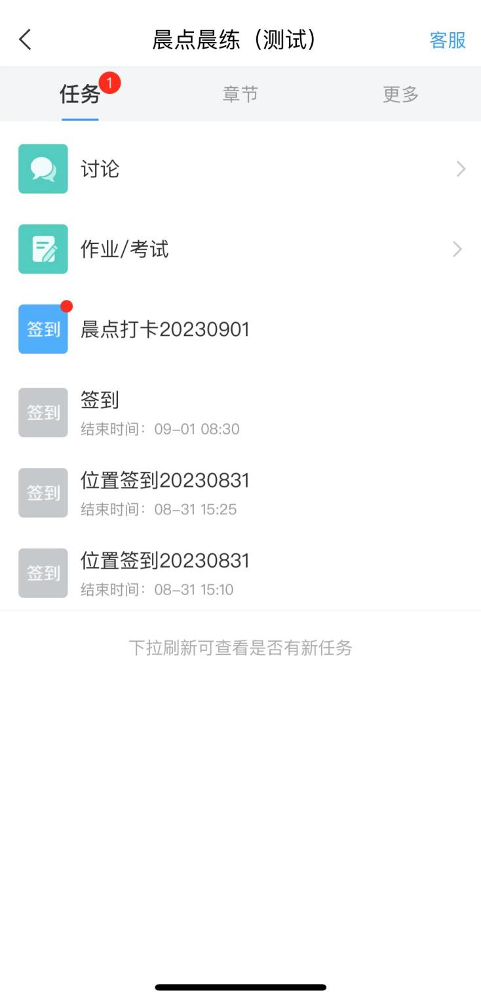 晨点晨练（测试）
客服
任务
1
章节
更多
讨论
作业/考试
签到
晨点打卡20230901
签到
签到
结束时间：09-01 08:30
签到
位置签到20230831
结束时间：08-31 15:25
签到
位置签到20230831
结束时间：08-31 15:10
下拉刷新可查看是否有新任务